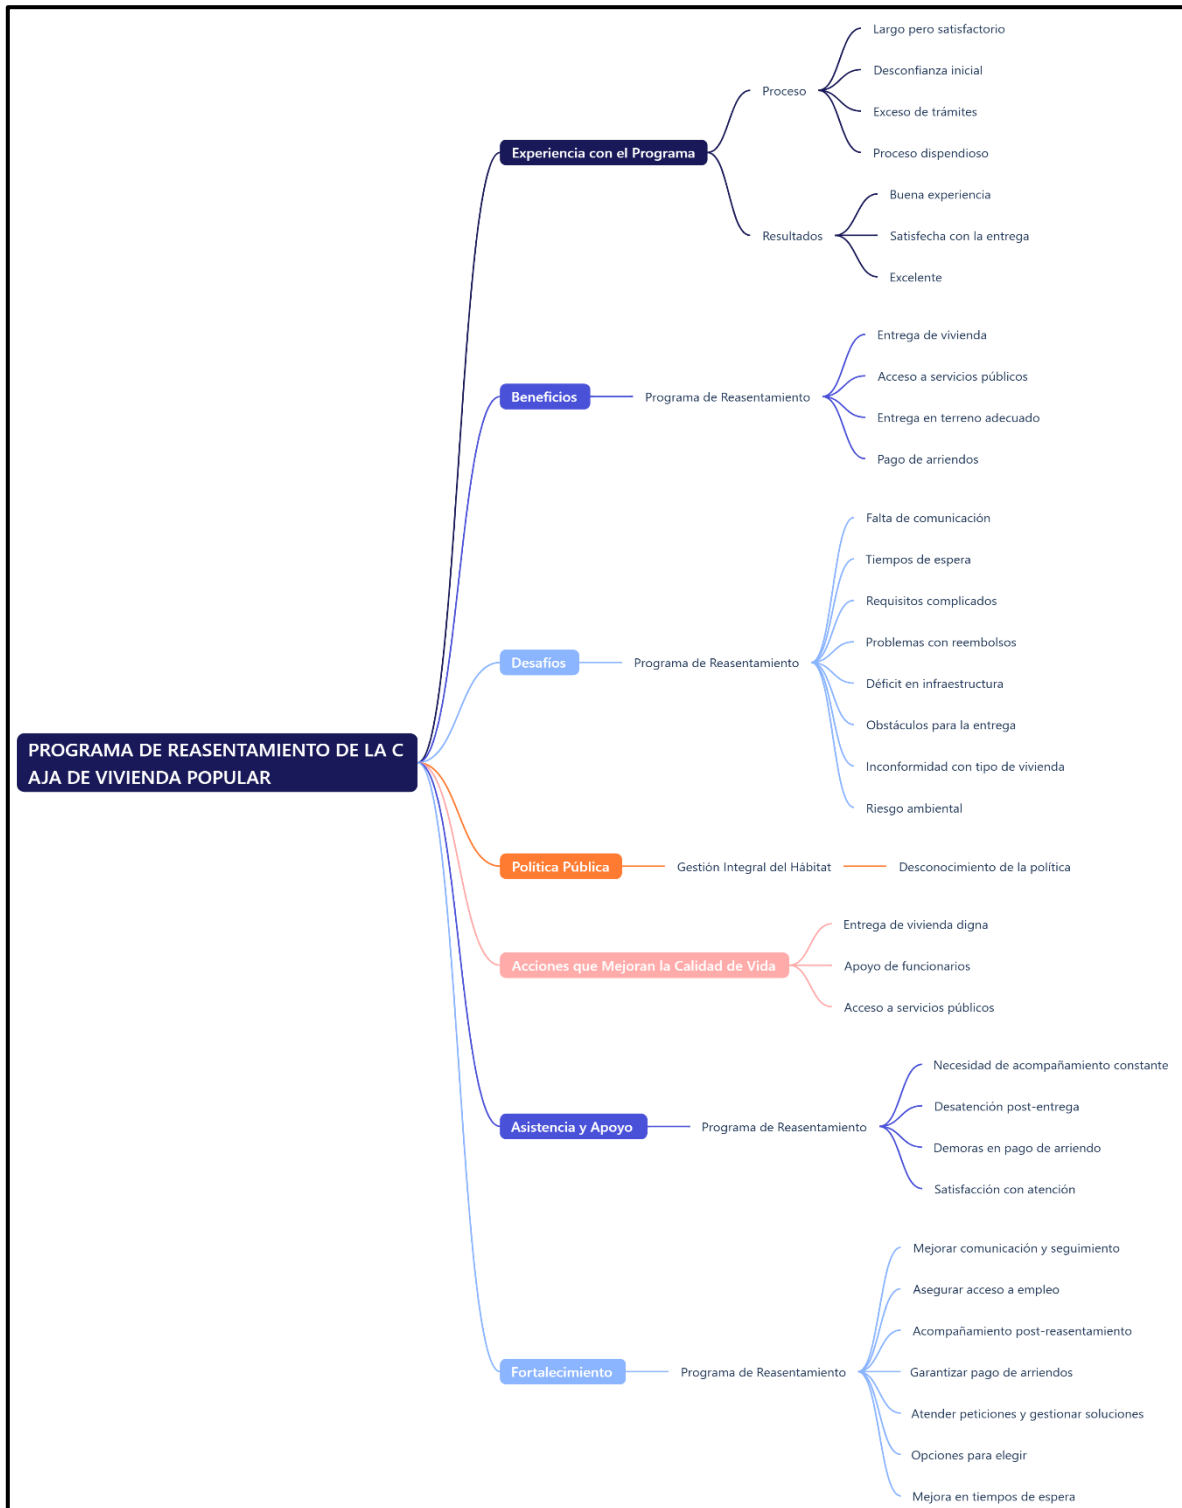 PROGRAMA DE REASENTAMIENTO DE LA C
AJA DE VIVIENDA POPULAR
Experiencia con el Programa
Proceso
Largo pero satisfactorio
Desconfianza inicial
Exceso de trámites
Proceso dispendioso
Resultados
Buena experiencia
Satisfecha con la entrega
Excelente
Beneficios
Programa de Reasentamiento
Entrega de vivienda
Acceso a servicios públicos
Entrega en terreno adecuado
Pago de arriendos
Desafíos
Programa de Reasentamiento
Falta de comunicación
Tiempos de espera
Requisitos complicados
Problemas con reembolsos
Déficit en infraestructura
Obstáculos para la entrega
Inconformidad con tipo de vivienda
Riesgo ambiental
Política Pública
Gestión Integral del Hábitat
Desconocimiento de la política
Acciones que Mejoran la Calidad de Vida
Entrega de vivienda digna
Apoyo de funcionarios
Acceso a servicios públicos
Asistencia y Apoyo
Programa de Reasentamiento
Necesidad de acompañamiento constante
Desatención post-entrega
Demoras en pago de arriendo
Satisfacción con atención
Fortalecimiento
Programa de Reasentamiento
Mejorar comunicación y seguimiento
Asegurar acceso a empleo
Acompañamiento post-reasentamiento
Garantizar pago de arriendos
Atender peticiones y gestionar soluciones
Opciones para elegir
Mejora en tiempos de espera